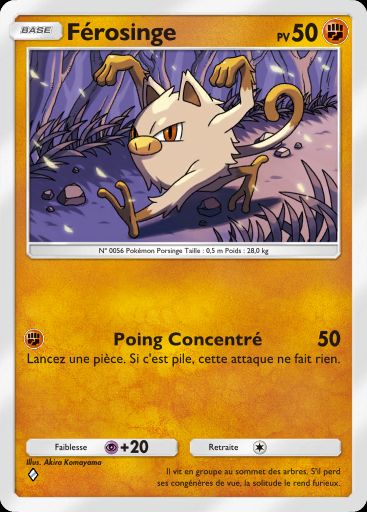 BASE
Férosinge
PV 50
N° 0056 Pokémon Porsinge Taille : 0,5 m Poids : 28,0 kg
Poing Concentré 50
Lancez une pièce. Si c'est pile, cette attaque ne fait rien.
Faiblesse +20 Retraite
Illus. Akira Komayama
Il vit en groupe au sommet des arbres. S'il perd
ses congénères de vue, la solitude le rend furieux.